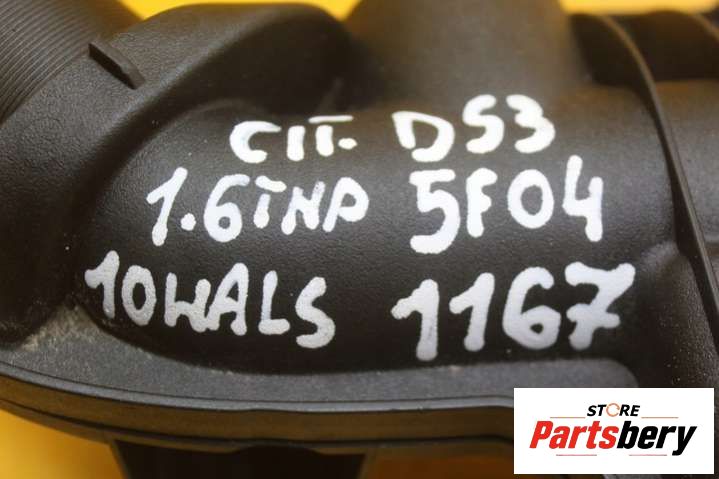 CIT. DS3
1.6THP 5F04
10WALS 1167
STORE
Partsbery